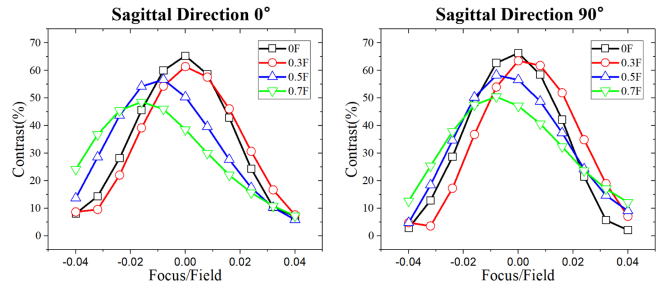 Sagittal Direction 0°
70
60
50
40
30
20
10
0
Contrast(%)
0F
0.3F
0.5F
0.7F
-0.04
-0.02
0.00
0.02
0.04
Focus/Field
Sagittal Direction 90°
70
60
50
40
30
20
10
0
Contrast(%)
0F
0.3F
0.5F
0.7F
-0.04
-0.02
0.00
0.02
0.04
Focus/Field